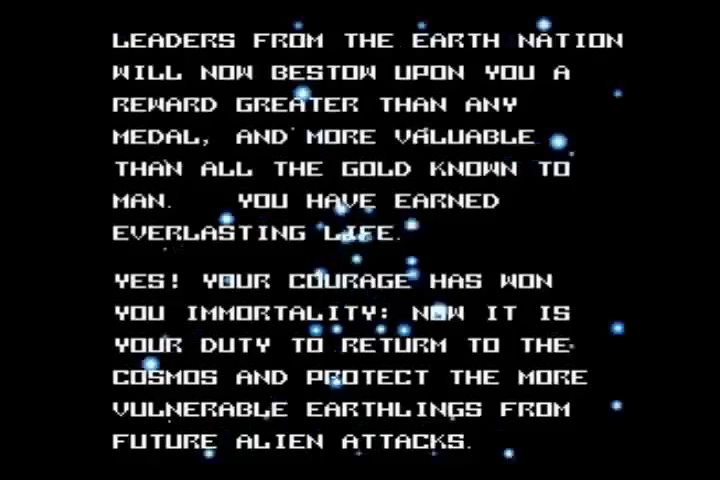 LEADERS FROM THE EARTH NATION
WILL NOW BESTOW UPON YOU A
REWARD GREATER THAN ANY
MEDAL, AND MORE VALUABLE
THAN ALL THE GOLD KNOWN TO
MAN. YOU HAVE EARNED
EVERLASTING LIFE.
YES! YOUR COURAGE HAS WON
YOU IMMORTALITY: NOW IT IS
YOUR DUTY TO RETURM TO THE
COSMOS AND PROTECT THE MORE
VULNERABLE EARTHLINGS FROM
FUTURE ALIEN ATTACKS.